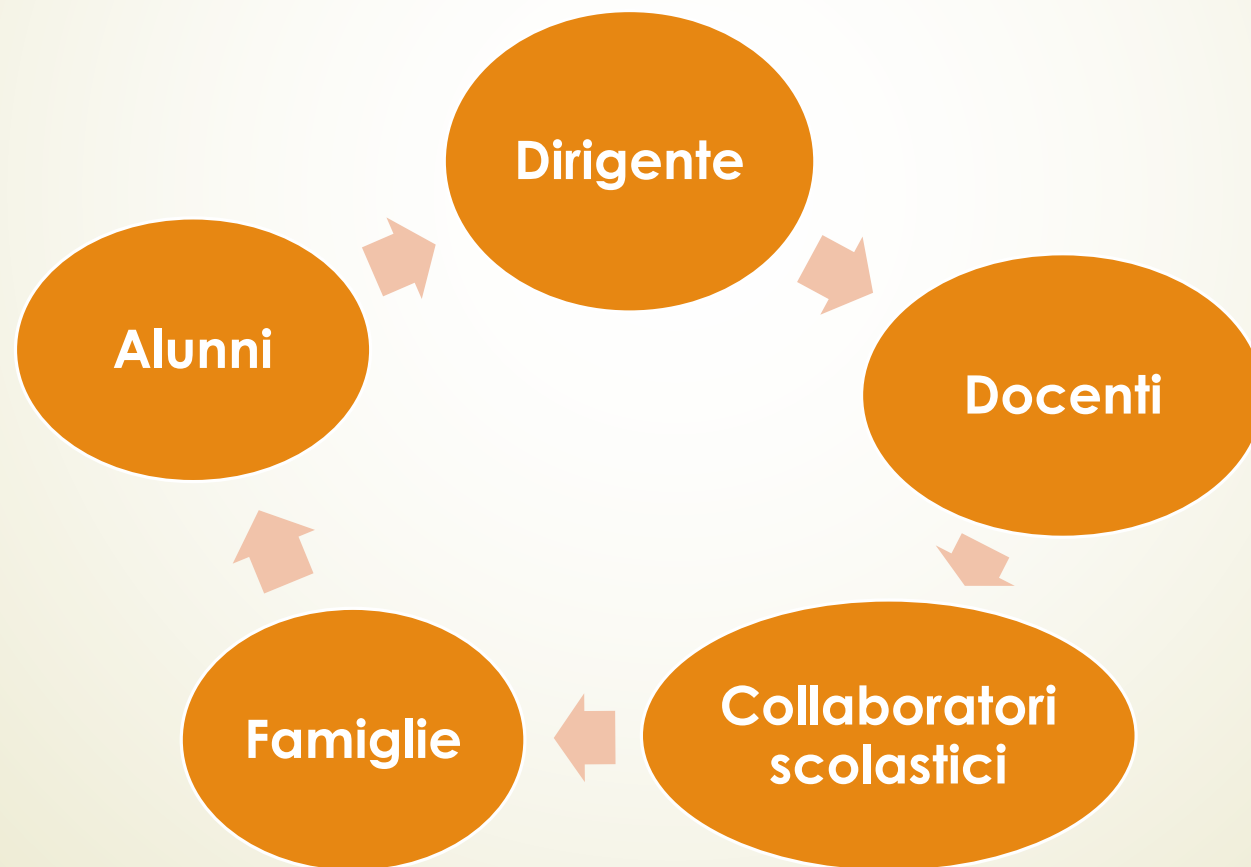 Dirigente
Docenti
Collaboratori
scolastici
Famiglie
Alunni